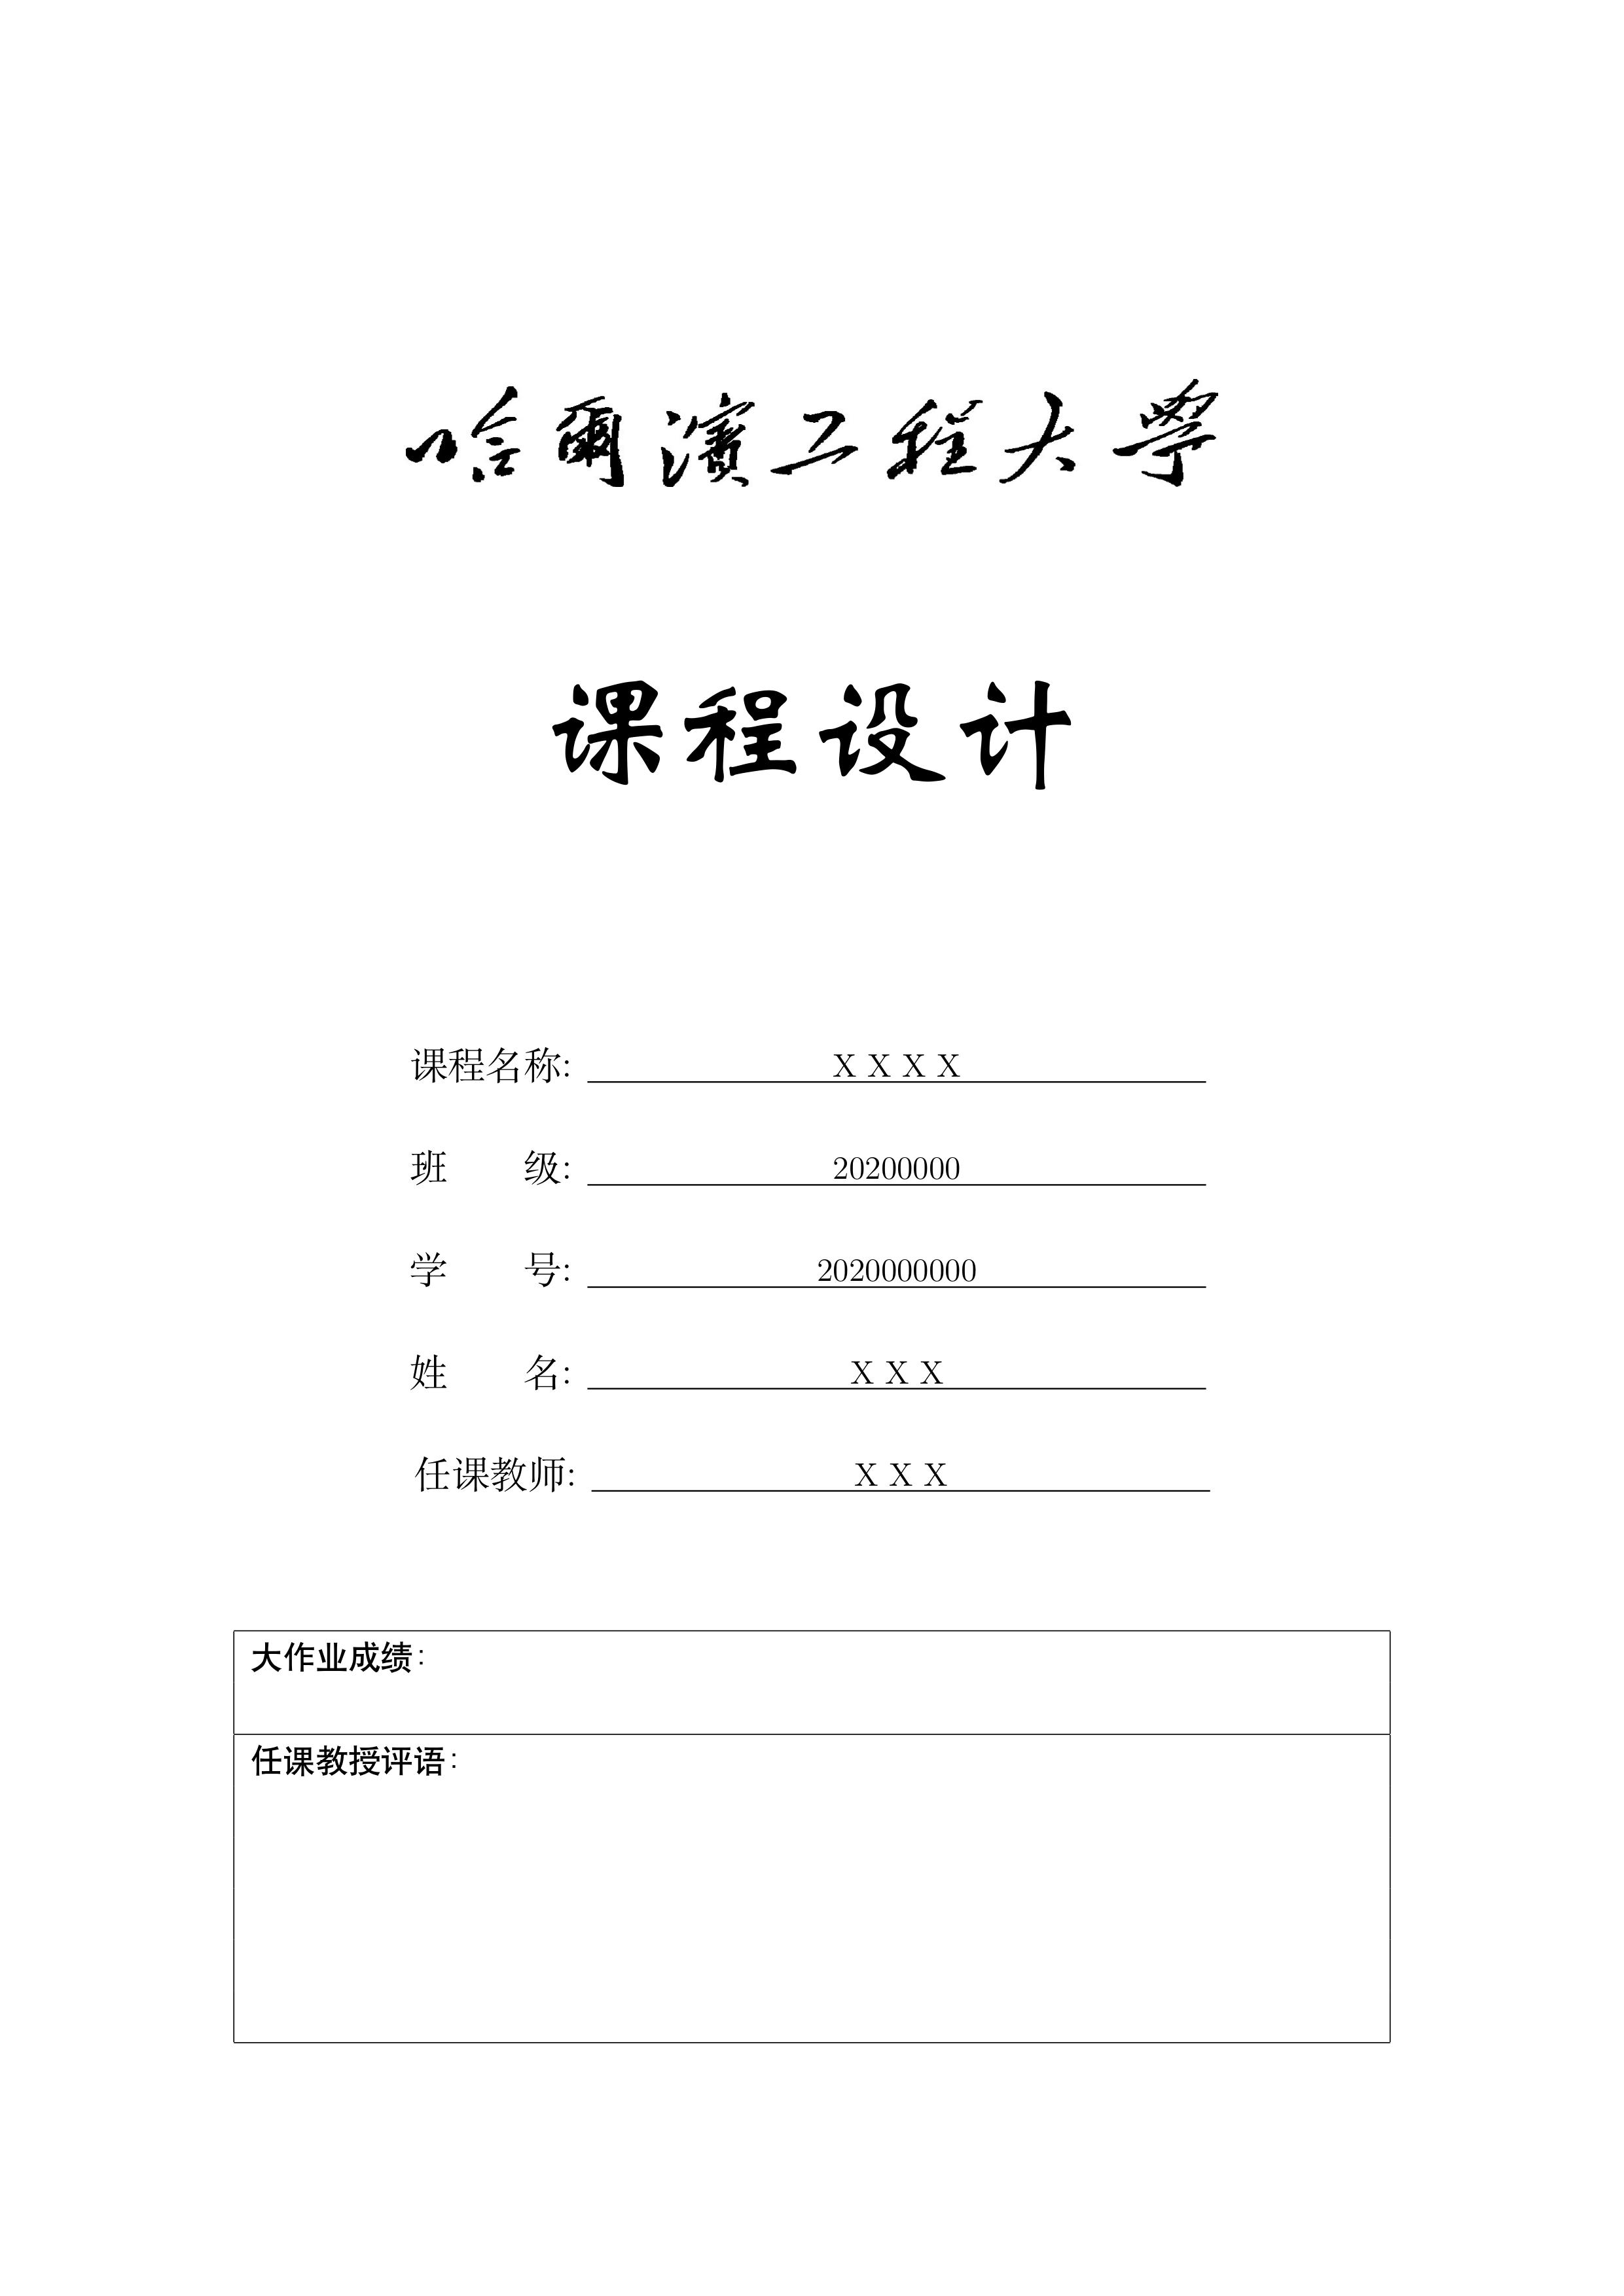 哈爾濱工程大學
课程设计
课程名称: X X X X
班 级: 20200000
学 号: 2020000000
姓 名: X X X
任课教师: X X X
大作业成绩:
任课教授评语: